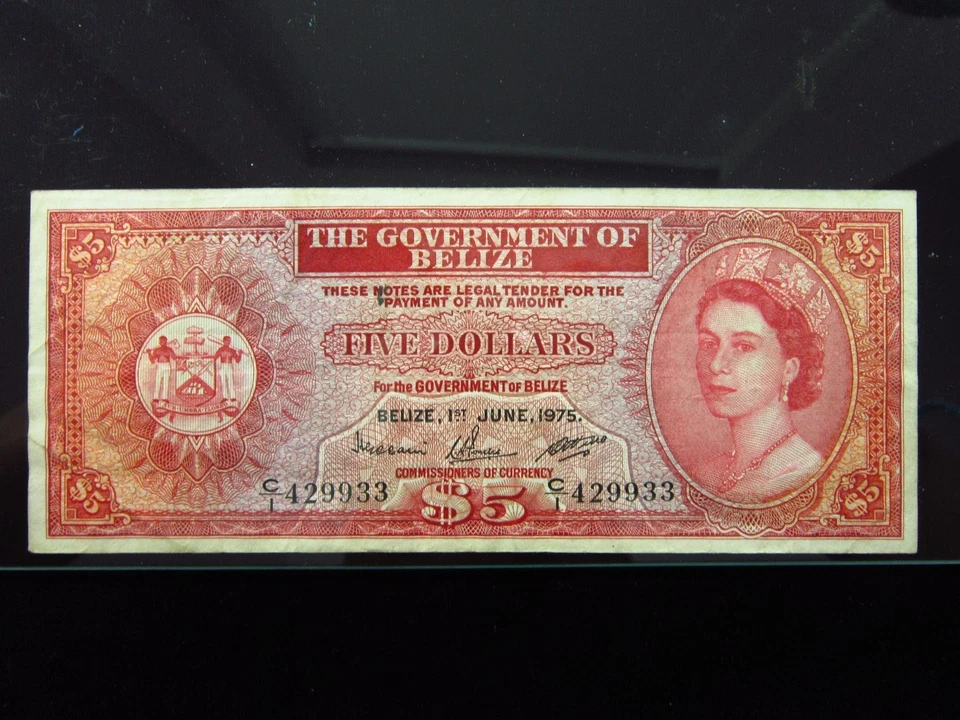 $5
$5
THE GOVERNMENT OF
BELIZE
THESE NOTES ARE LEGAL TENDER FOR THE
PAYMENT OF ANY AMOUNT.
FIVE DOLLARS
For the GOVERNMENT OF BELIZE
BELIZE, 1ST JUNE, 1975.
COMMISSIONERS OF CURRENCY
C/1 429933
C/1 429933
$5
$5
$5